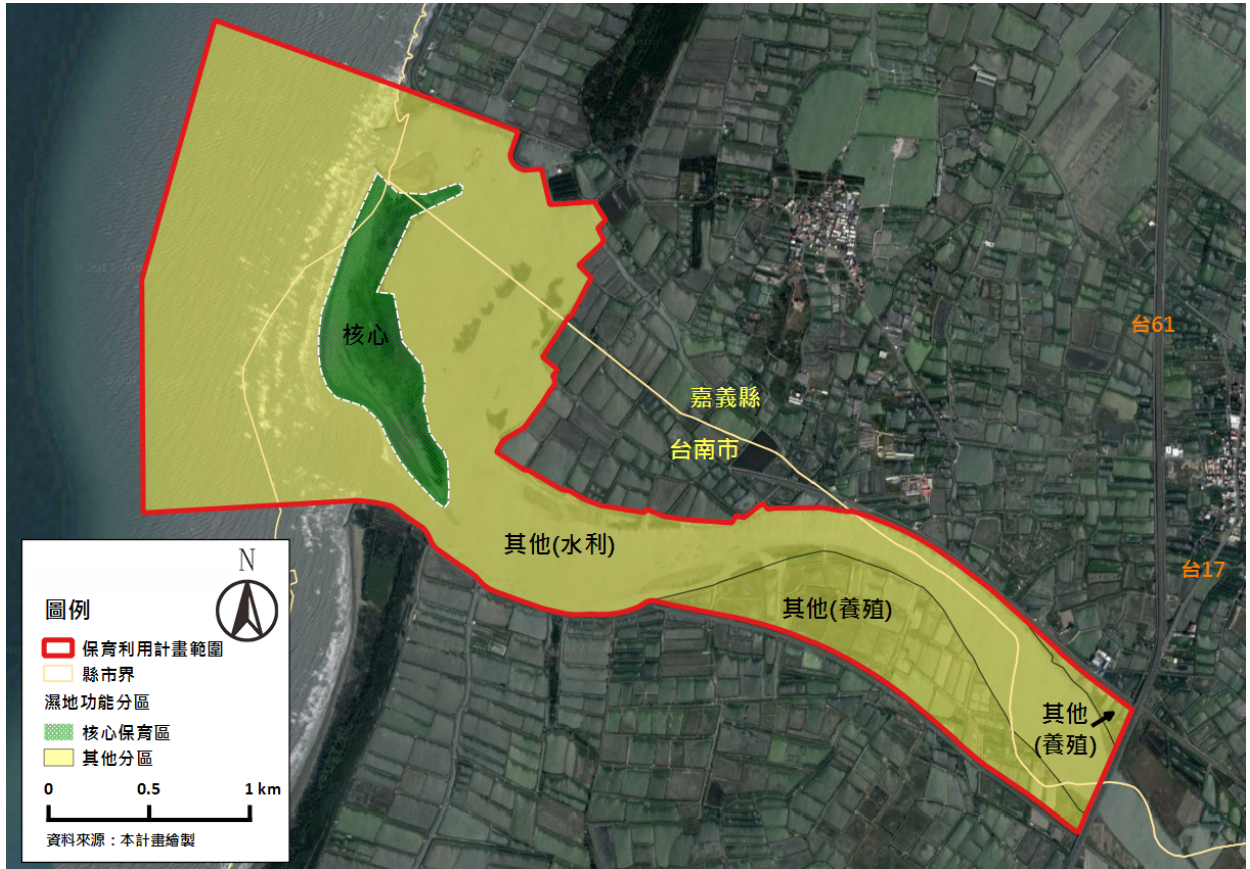 核心
台61
嘉義縣
台南市
其他(水利)
台17
其他(養殖)
其他
(養殖)
N
圖例
保育利用計畫範圍
縣市界
濕地功能分區
核心保育區
其他分區
0 0.5 1 km
資料來源：本計畫繪製